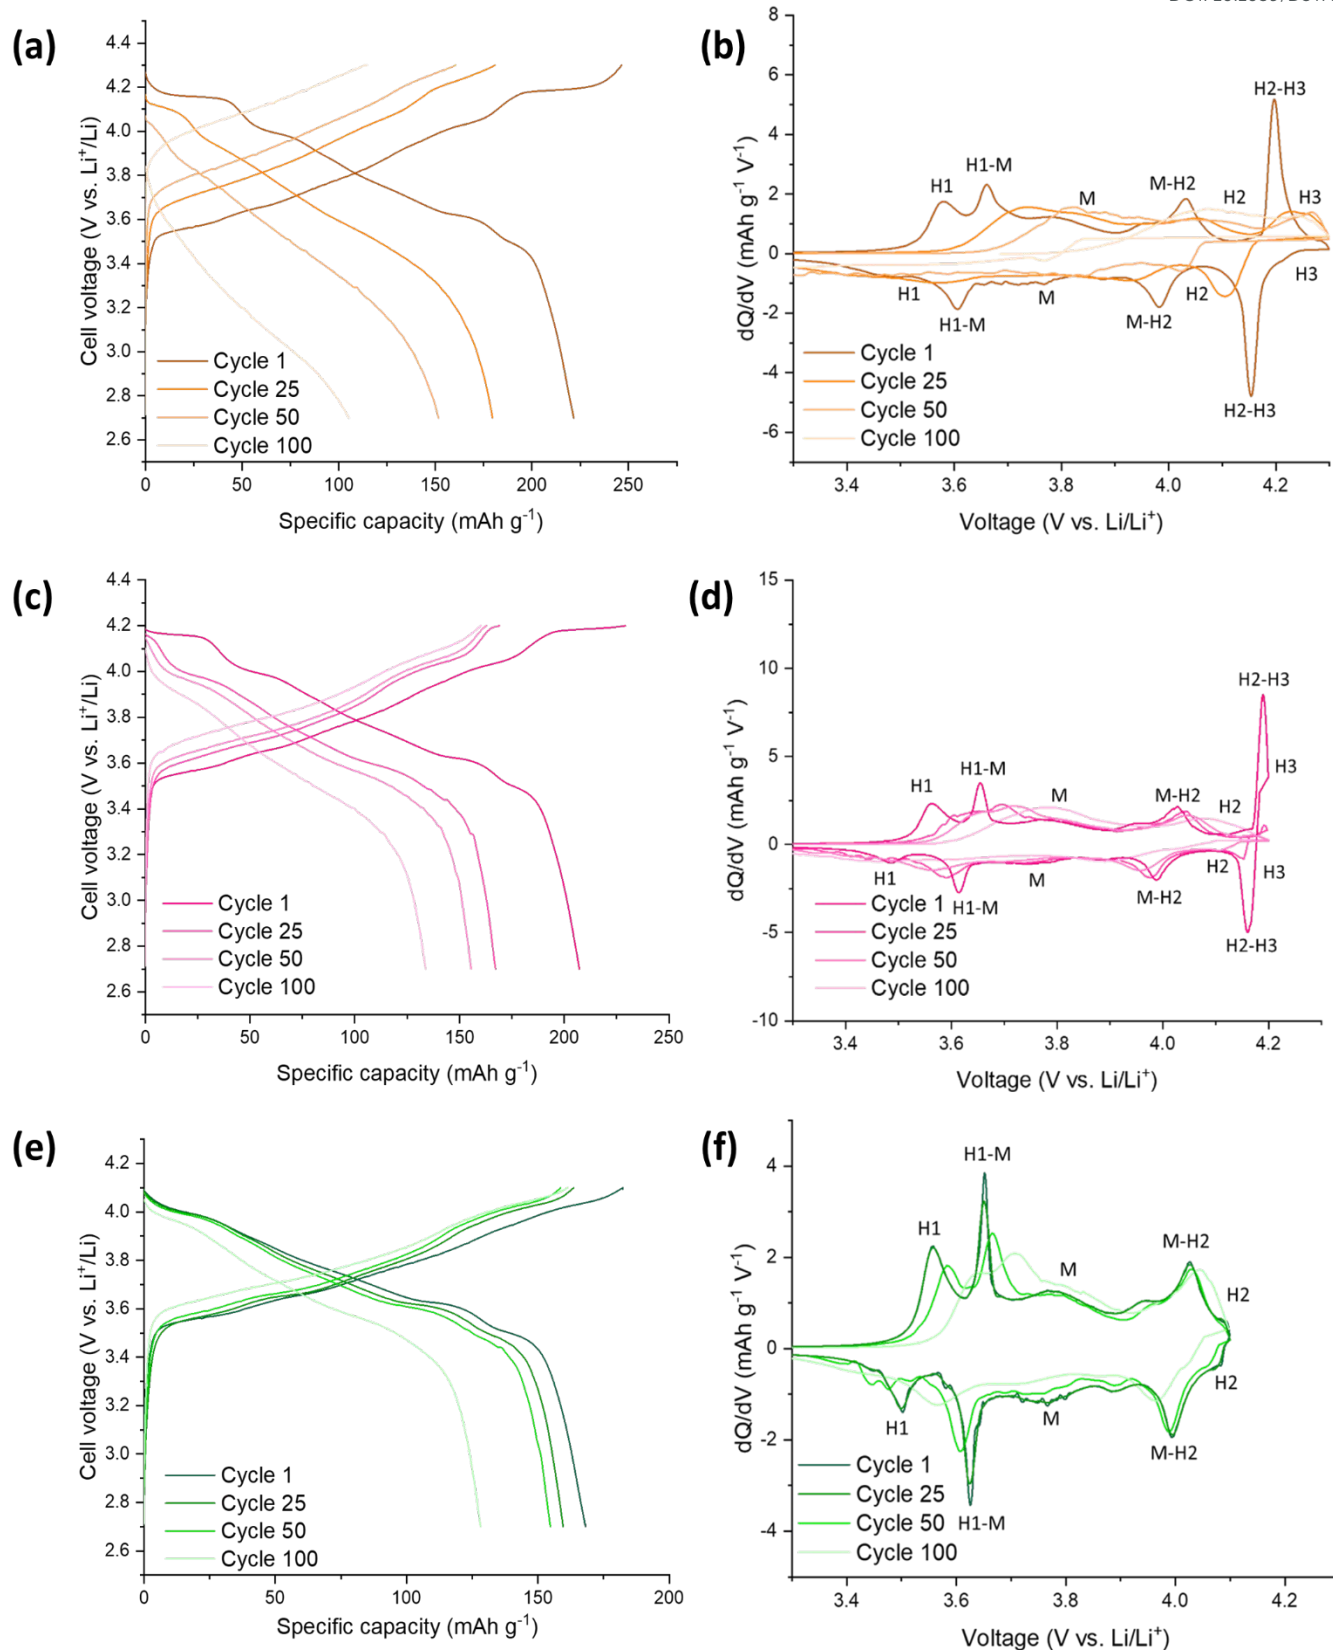 (a)
4.4
4.2
4.0
3.8
3.6
3.4
3.2
3.0
2.8
2.6
Cell voltage (V vs. Li⁺/Li)
Cycle 1
Cycle 25
Cycle 50
Cycle 100
0 50 100 150 200 250
Specific capacity (mAh g⁻¹)
(b)
8
6
4
2
0
-2
-4
-6
dQ/dV (mAh g⁻¹ V⁻¹)
H2-H3
H1-M
H1
M
M-H2
H2
H3
H1
H1-M
M
M-H2
H2
H3
H2-H3
Cycle 1
Cycle 25
Cycle 50
Cycle 100
3.4 3.6 3.8 4.0 4.2
Voltage (V vs. Li/Li⁺)
(c)
4.4
4.2
4.0
3.8
3.6
3.4
3.2
3.0
2.8
2.6
Cell voltage (V vs. Li⁺/Li)
Cycle 1
Cycle 25
Cycle 50
Cycle 100
0 50 100 150 200 250
Specific capacity (mAh g⁻¹)
(d)
15
10
5
0
-5
-10
dQ/dV (mAh g⁻¹ V⁻¹)
H2-H3
H3
H1
H1-M
M
M-H2
H2
H1
H1-M
M
M-H2
H2
H3
H2-H3
Cycle 1
Cycle 25
Cycle 50
Cycle 100
3.4 3.6 3.8 4.0 4.2
Voltage (V vs. Li/Li⁺)
(e)
4.2
4.0
3.8
3.6
3.4
3.2
3.0
2.8
2.6
Cell voltage (V vs. Li⁺/Li)
Cycle 1
Cycle 25
Cycle 50
Cycle 100
0 50 100 150 200
Specific capacity (mAh g⁻¹)
(f)
4
2
0
-2
-4
dQ/dV (mAh g⁻¹ V⁻¹)
H1-M
H1
M
M-H2
H2
H1
H1-M
M
M-H2
H2
Cycle 1
Cycle 25
Cycle 50
Cycle 100
3.4 3.6 3.8 4.0 4.2
Voltage (V vs. Li/Li⁺)